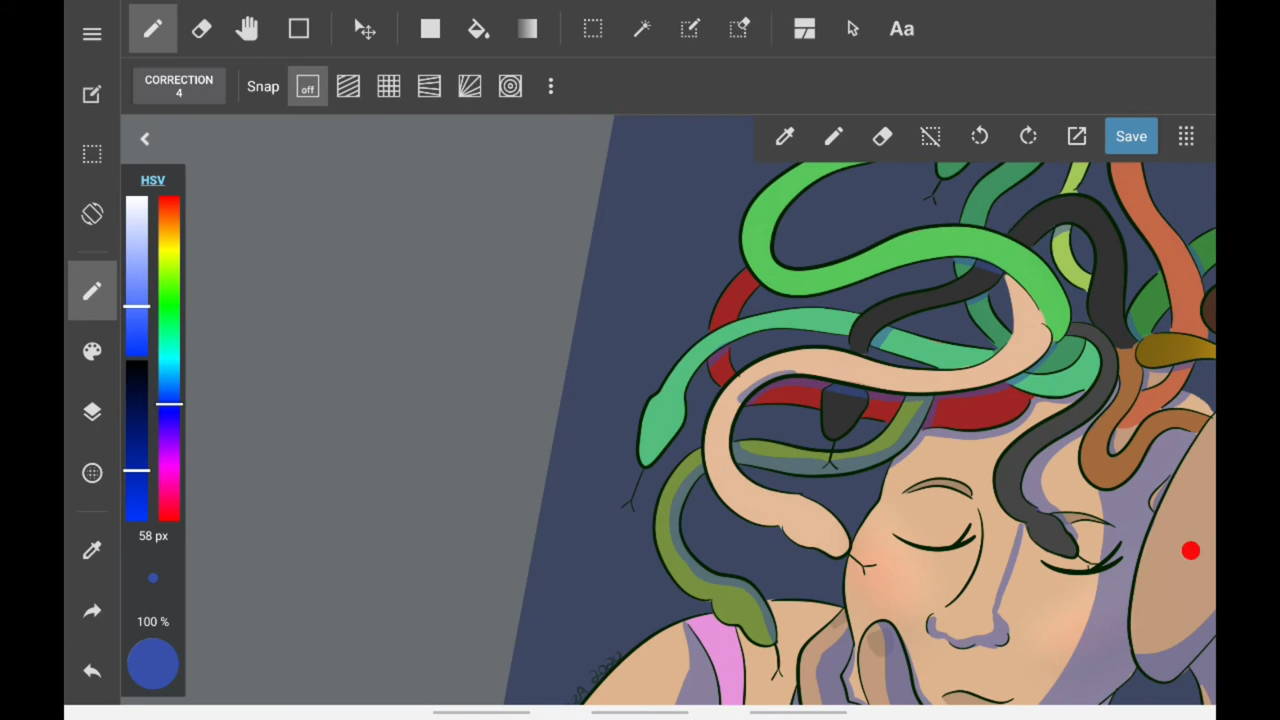 Aa
CORRECTION
4
Snap
off
Save
HSV
58 px
100 %